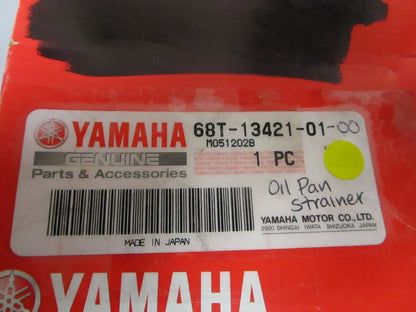 YAMAHA 68T-13421-01-00
M051202B
GENUINE 1 PC
Parts & Accessories
Oil Pan
Strainer
YAMAHA MOTOR CO., LTD.
2500 SHINGAI IWATA SHIZUOKA JAPAN
MADE IN JAPAN
YAMAHA